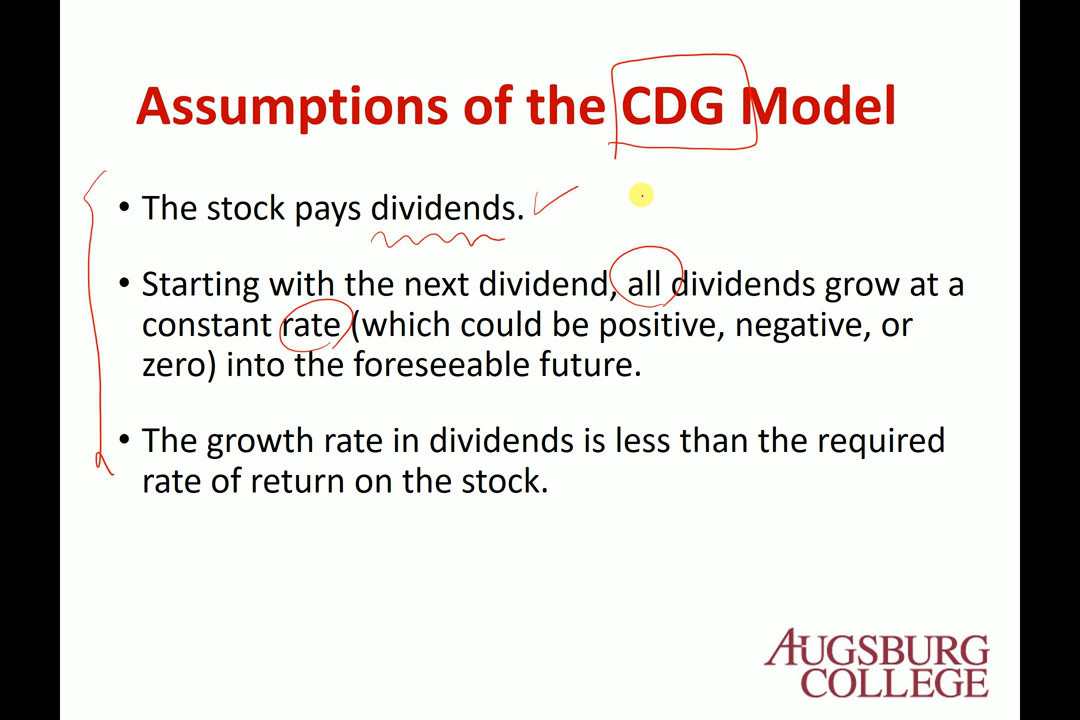 Assumptions of the CDG Model
• The stock pays dividends.
• Starting with the next dividend, all dividends grow at a
constant rate (which could be positive, negative, or
zero) into the foreseeable future.
• The growth rate in dividends is less than the required
rate of return on the stock.
AUGSBURG
COLLEGE